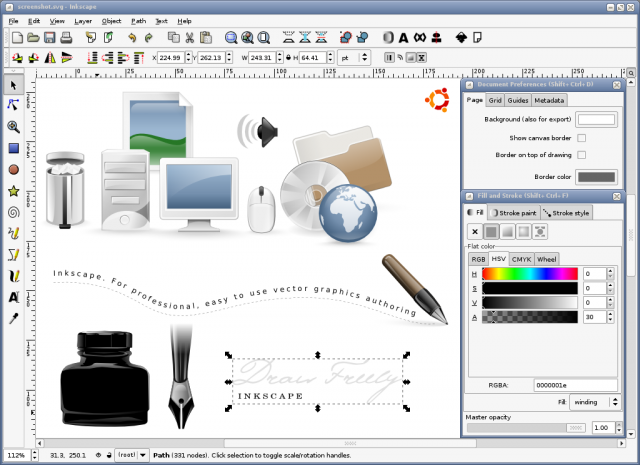 screenshot.svg - Inkscape
File Edit View Layer Object Path Text Help
X 224.99 Y 262.13 W 243.31 H 64.41 pt
Document Preferences (Shift+Ctrl+D)
Page Grid Guides Metadata
Background (also for export):
Show canvas border:
Border on top of drawing:
Border color:
Fill and Stroke (Shift+Ctrl+F)
Fill Stroke paint Stroke style
Flat color
RGB HSV CMYK Wheel
H 0
S 0
V 0
A 30
RGBA: 0000001e
Fill: winding
Master opacity
1.00
Inkscape. For professional, easy to use vector graphics authoring
Draw Freely
INKSCAPE
112% 31.3, 250.1 (root) Path (331 nodes). Click selection to toggle scale/rotation handles.